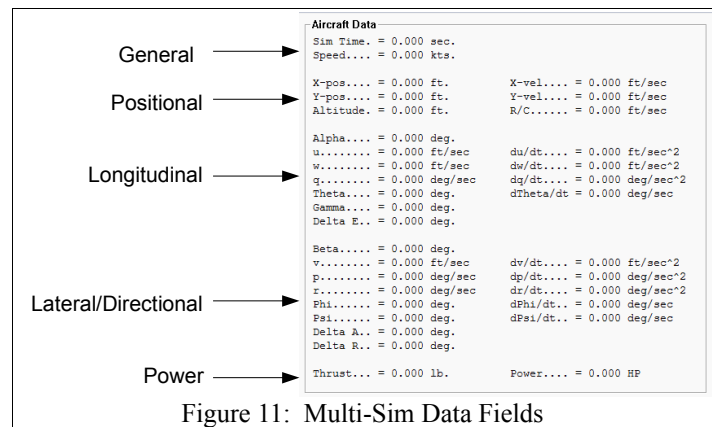 Aircraft Data
General
Sim Time. = 0.000 sec.
Speed.... = 0.000 kts.
Positional
X-pos.... = 0.000 ft. X-vel.... = 0.000 ft/sec
Y-pos.... = 0.000 ft. Y-vel.... = 0.000 ft/sec
Altitude. = 0.000 ft. R/C...... = 0.000 ft/sec
Longitudinal
Alpha.... = 0.000 deg.
u........ = 0.000 ft/sec du/dt.... = 0.000 ft/sec^2
w........ = 0.000 ft/sec dw/dt.... = 0.000 ft/sec^2
q........ = 0.000 deg/sec dq/dt.... = 0.000 deg/sec^2
Theta.... = 0.000 deg. dTheta/dt = 0.000 deg/sec
Gamma.... = 0.000 deg.
Delta E.. = 0.000 deg.
Lateral/Directional
Beta..... = 0.000 deg.
v........ = 0.000 ft/sec dv/dt.... = 0.000 ft/sec^2
p........ = 0.000 deg/sec dp/dt.... = 0.000 deg/sec^2
r........ = 0.000 deg/sec dr/dt.... = 0.000 deg/sec^2
Phi...... = 0.000 deg. dPhi/dt.. = 0.000 deg/sec
Psi...... = 0.000 deg. dPsi/dt.. = 0.000 deg/sec
Delta A.. = 0.000 deg.
Delta R.. = 0.000 deg.
Power
Thrust... = 0.000 lb. Power.... = 0.000 HP
Figure 11: Multi-Sim Data Fields